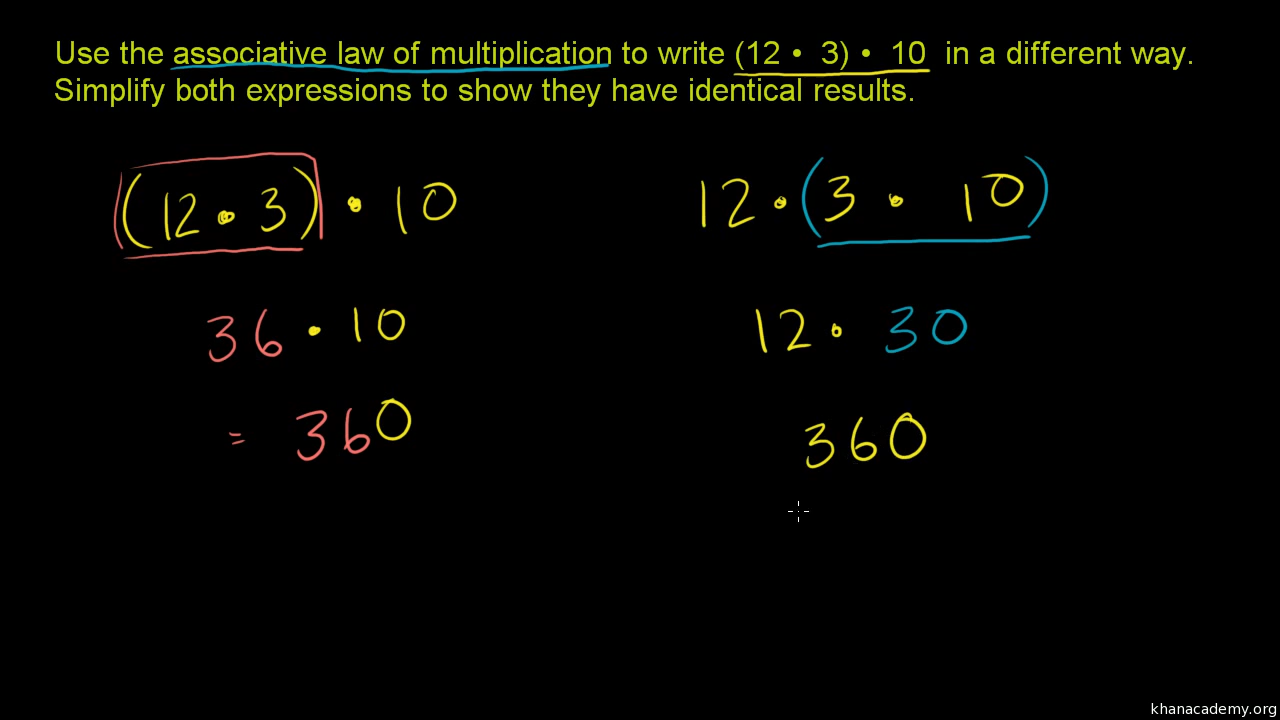 Use the associative law of multiplication to write (12 • 3) • 10 in a different way.
Simplify both expressions to show they have identical results.
(12 • 3) • 10
12 • (3 • 10)
36 • 10
12 • 30
= 360
360
khanacademy.org